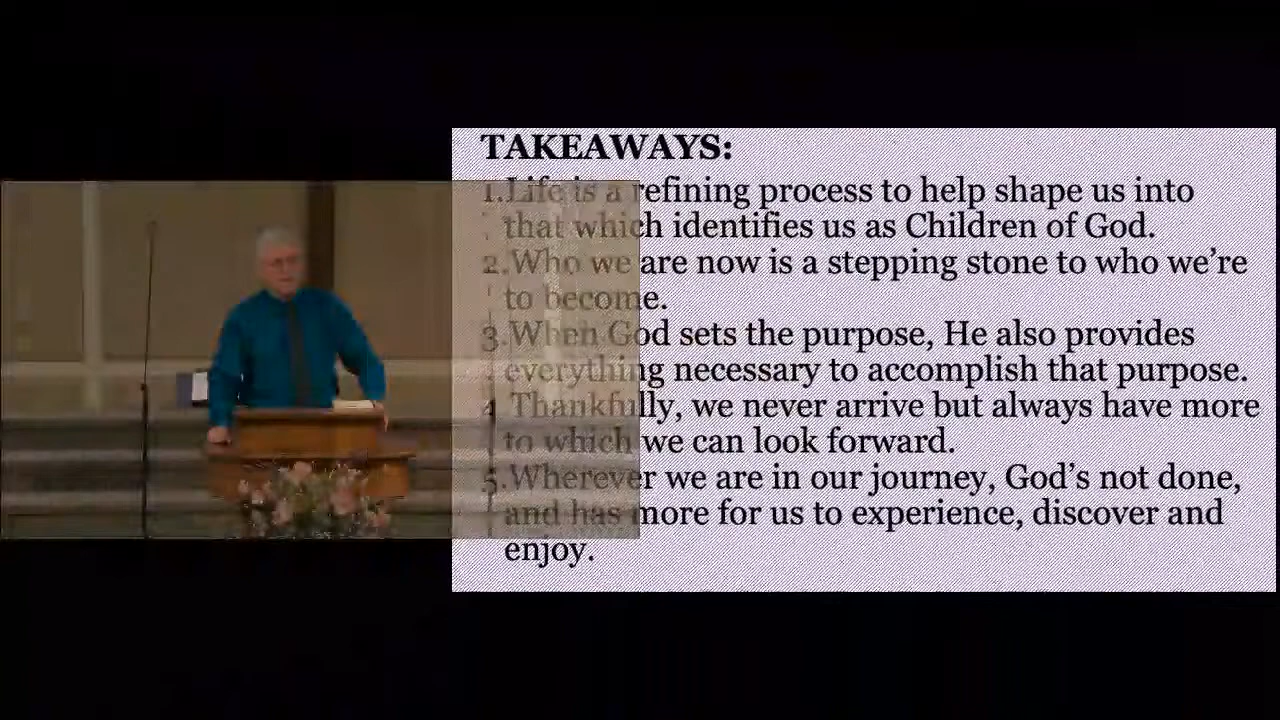 TAKEAWAYS:
1.Life is a refining process to help shape us into
that which identifies us as Children of God.
2.Who we are now is a stepping stone to who we’re
to become.
3.When God sets the purpose, He also provides
everything necessary to accomplish that purpose.
4 Thankfully, we never arrive but always have more
to which we can look forward.
5.Wherever we are in our journey, God’s not done,
and has more for us to experience, discover and
enjoy.